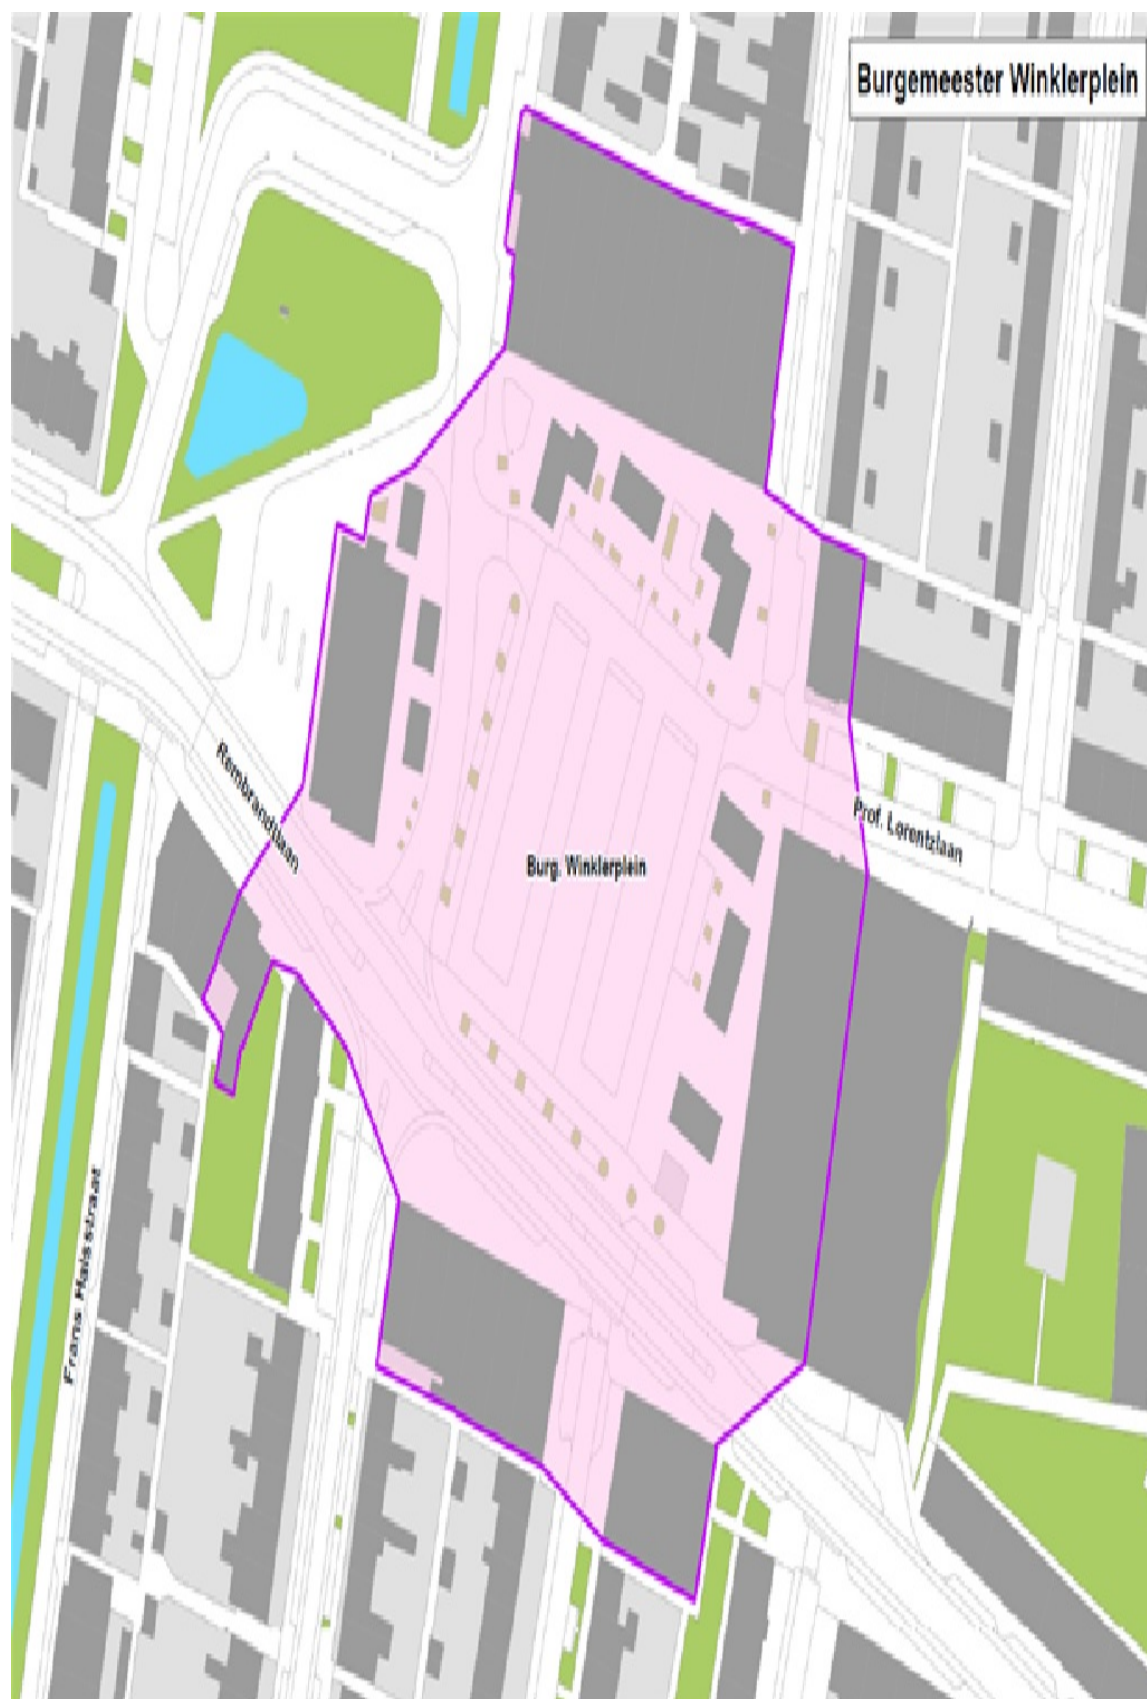 Burgemeester Winklerplein
Rembrandtlaan
Prof. Lorentzlaan
Burg. Winklerplein
Frans Halsstraat